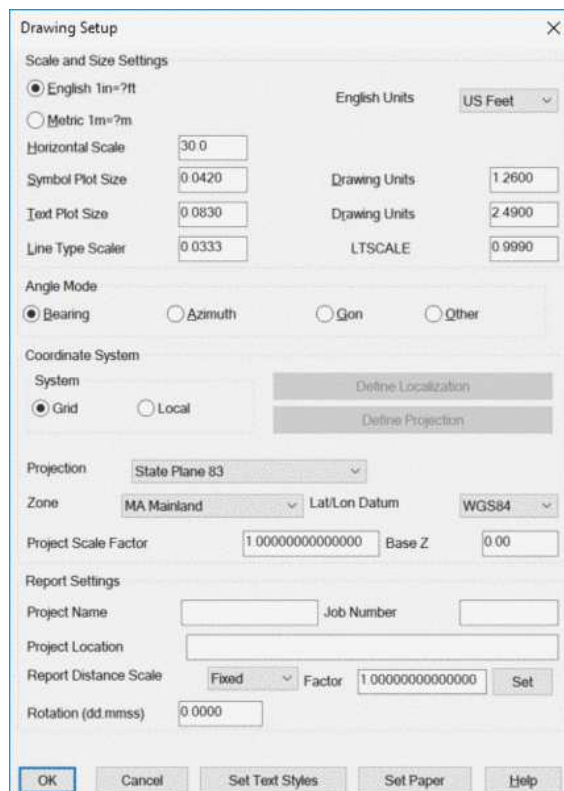 Drawing Setup
Scale and Size Settings
English 1in=?ft
English Units US Feet
Metric 1m=?m
Horizontal Scale 30.0
Symbol Plot Size 0.0420 Drawing Units 1.2600
Text Plot Size 0.0830 Drawing Units 2.4900
Line Type Scaler 0.0333 LTSCALE 0.9990
Angle Mode
Bearing Azimuth Gon Other
Coordinate System
System
Grid Local
Define Localization
Define Projection
Projection State Plane 83
Zone MA Mainland Lat/Lon Datum WGS84
Project Scale Factor 1.00000000000000 Base Z 0.00
Report Settings
Project Name Job Number
Project Location
Report Distance Scale Fixed Factor 1.00000000000000 Set
Rotation (dd.mmss) 0.0000
OK Cancel Set Text Styles Set Paper Help